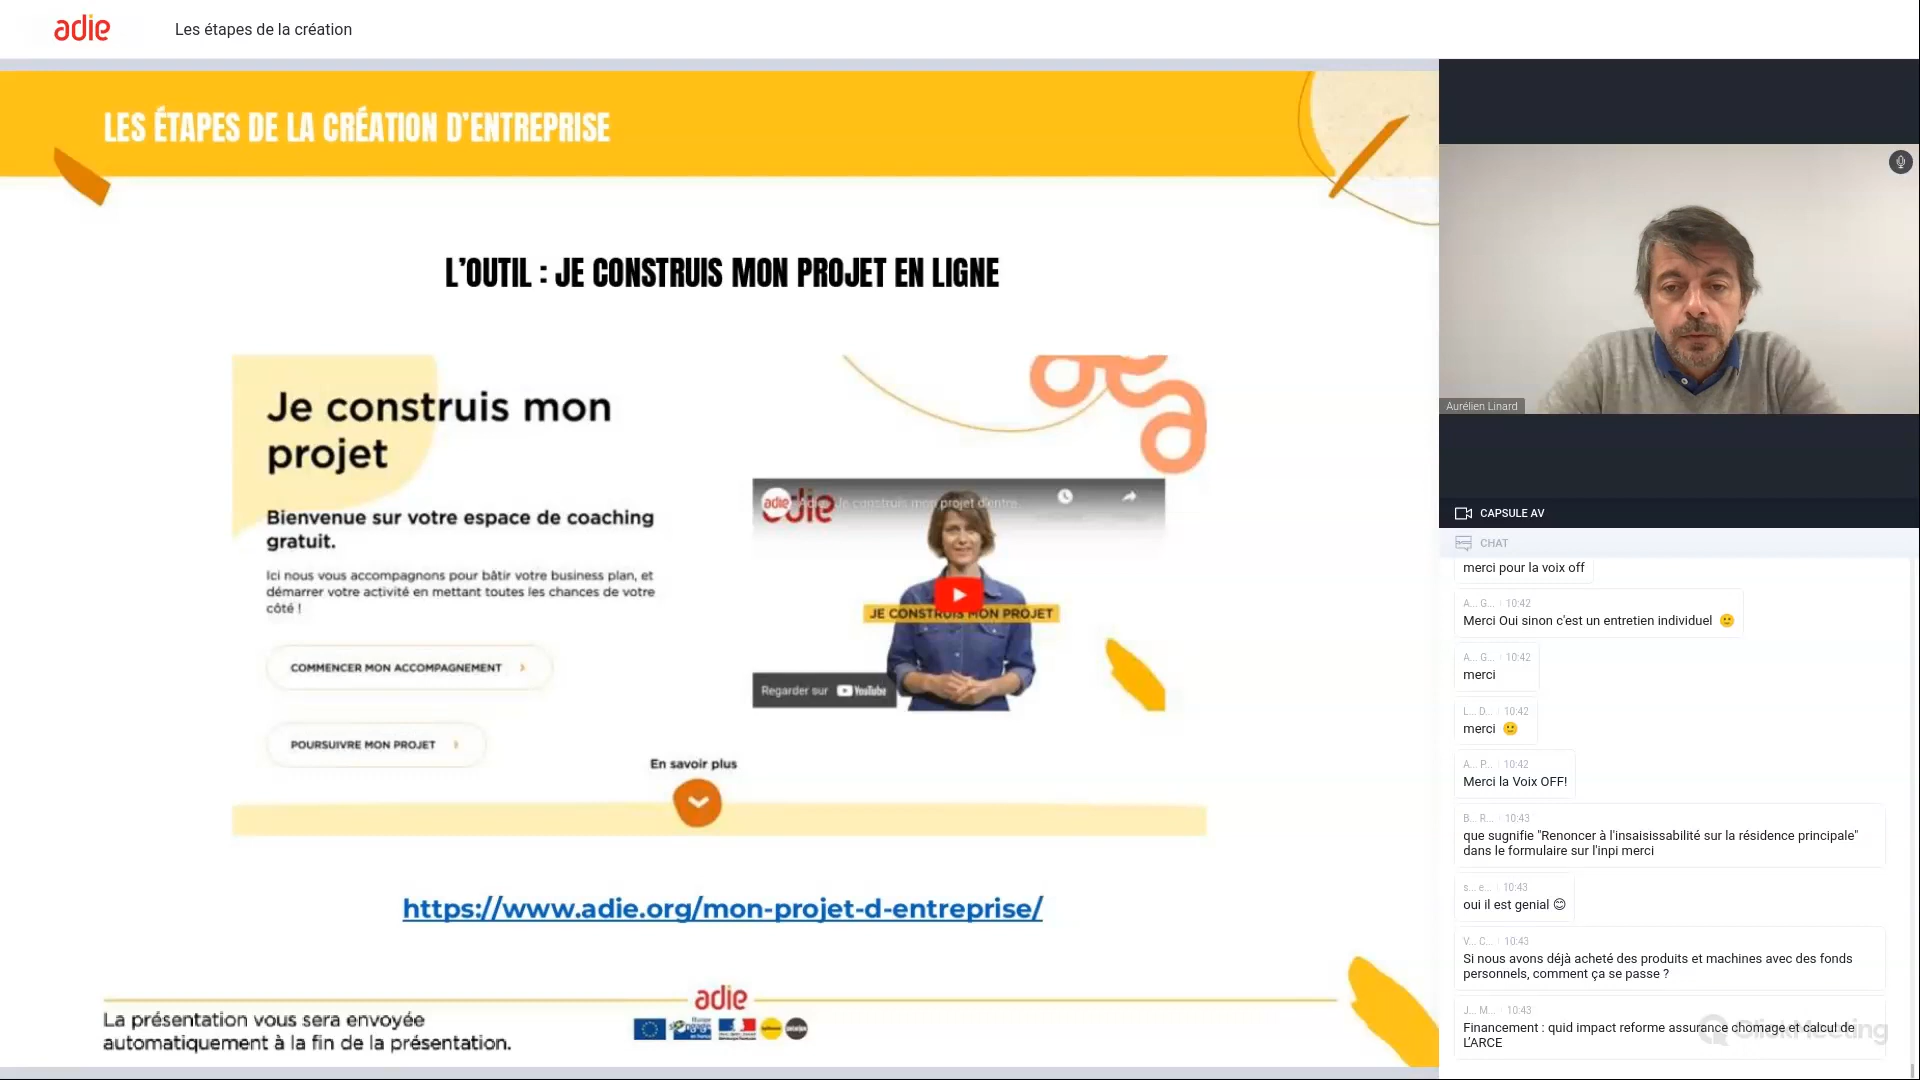 adie
Les étapes de la création
LES ÉTAPES DE LA CRÉATION D'ENTREPRISE
L'OUTIL : JE CONSTRUIS MON PROJET EN LIGNE
Je construis mon
projet
Bienvenue sur votre espace de coaching
gratuit.
Ici nous vous accompagnons pour bâtir votre business plan, et
démarrer votre activité en mettant toutes les chances de votre
côté !
COMMENCER MON ACCOMPAGNEMENT
POURSUIVRE MON PROJET
adie
adie
Je construis mon projet d'entre...
JE CONSTRUIS MON PROJET
Regarder sur YouTube
En savoir plus
https://www.adie.org/mon-projet-d-entreprise/
adie
La présentation vous sera envoyée
automatiquement à la fin de la présentation.
Aurélien Linard
CAPSULE AV
CHAT
merci pour la voix off
A... G... 10:42
Merci Oui sinon c'est un entretien individuel 🙂
A... G... 10:42
merci
L... D... 10:42
merci 🙂
A... P... 10:42
Merci la Voix OFF!
B... R... 10:43
que sugnifie "Renoncer à l'insaisissabilité sur la résidence principale"
dans le formulaire sur l'inpi merci
s... e... 10:43
oui il est genial 😊
V... C... 10:43
Si nous avons déjà acheté des produits et machines avec des fonds
personnels, comment ça se passe ?
J... M... 10:43
Financement : quid impact reforme assurance chomage et calcul de
L'ARCE
ClickMeeting